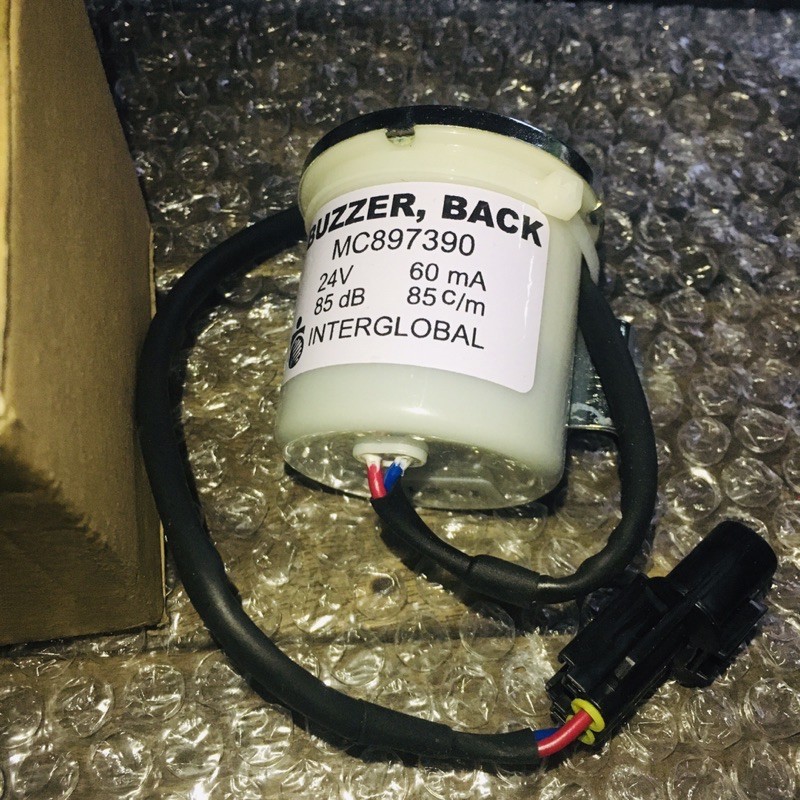 BUZZER, BACK
MC897390
24V 60 mA
85 dB 85 c/m
INTERGLOBAL